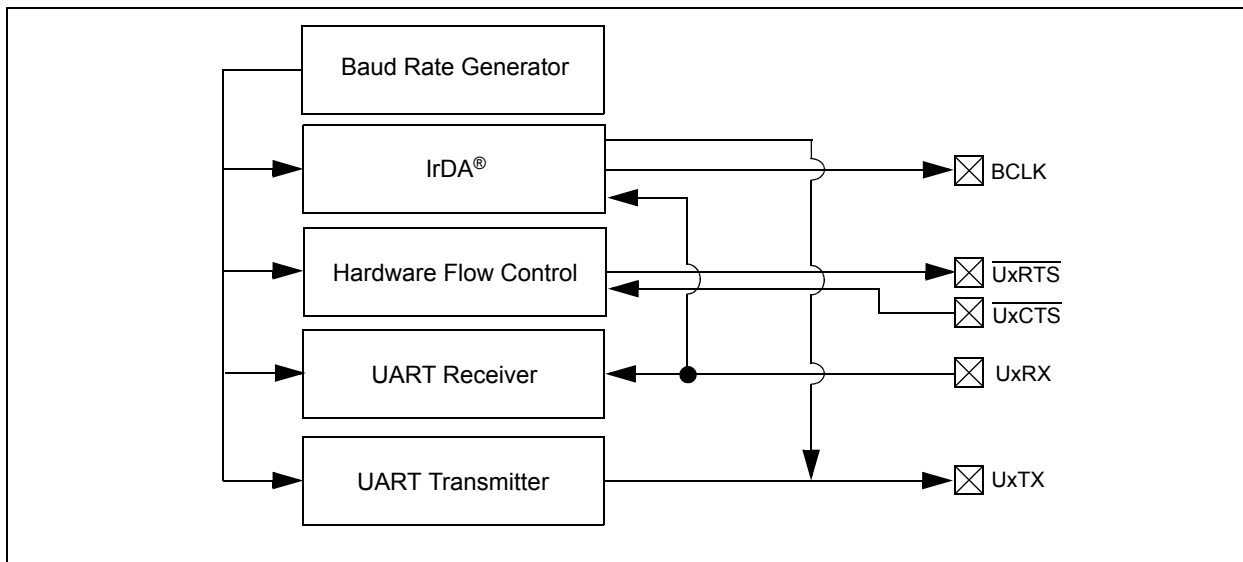 Baud Rate Generator
IrDA®
BCLK
Hardware Flow Control
UxRTS
UxCTS
UART Receiver
UxRX
UART Transmitter
UxTX